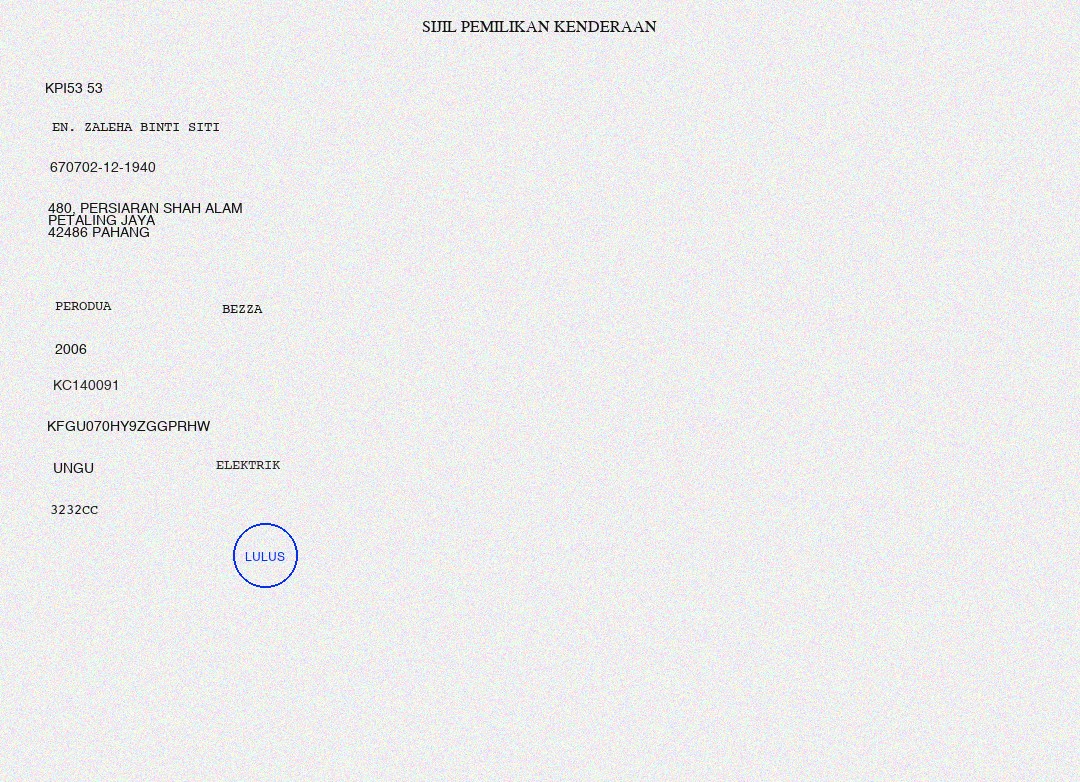 SIJIL PEMILIKAN KENDERAAN
KPI53 53
EN. ZALEHA BINTI SITI
670702-12-1940
480, PERSIARAN SHAH ALAM
PETALING JAYA
42486 PAHANG
PERODUA BEZZA
2006
KC140091
KFGU070HY9ZGGPRHW
UNGU ELEKTRIK
3232CC
LULUS